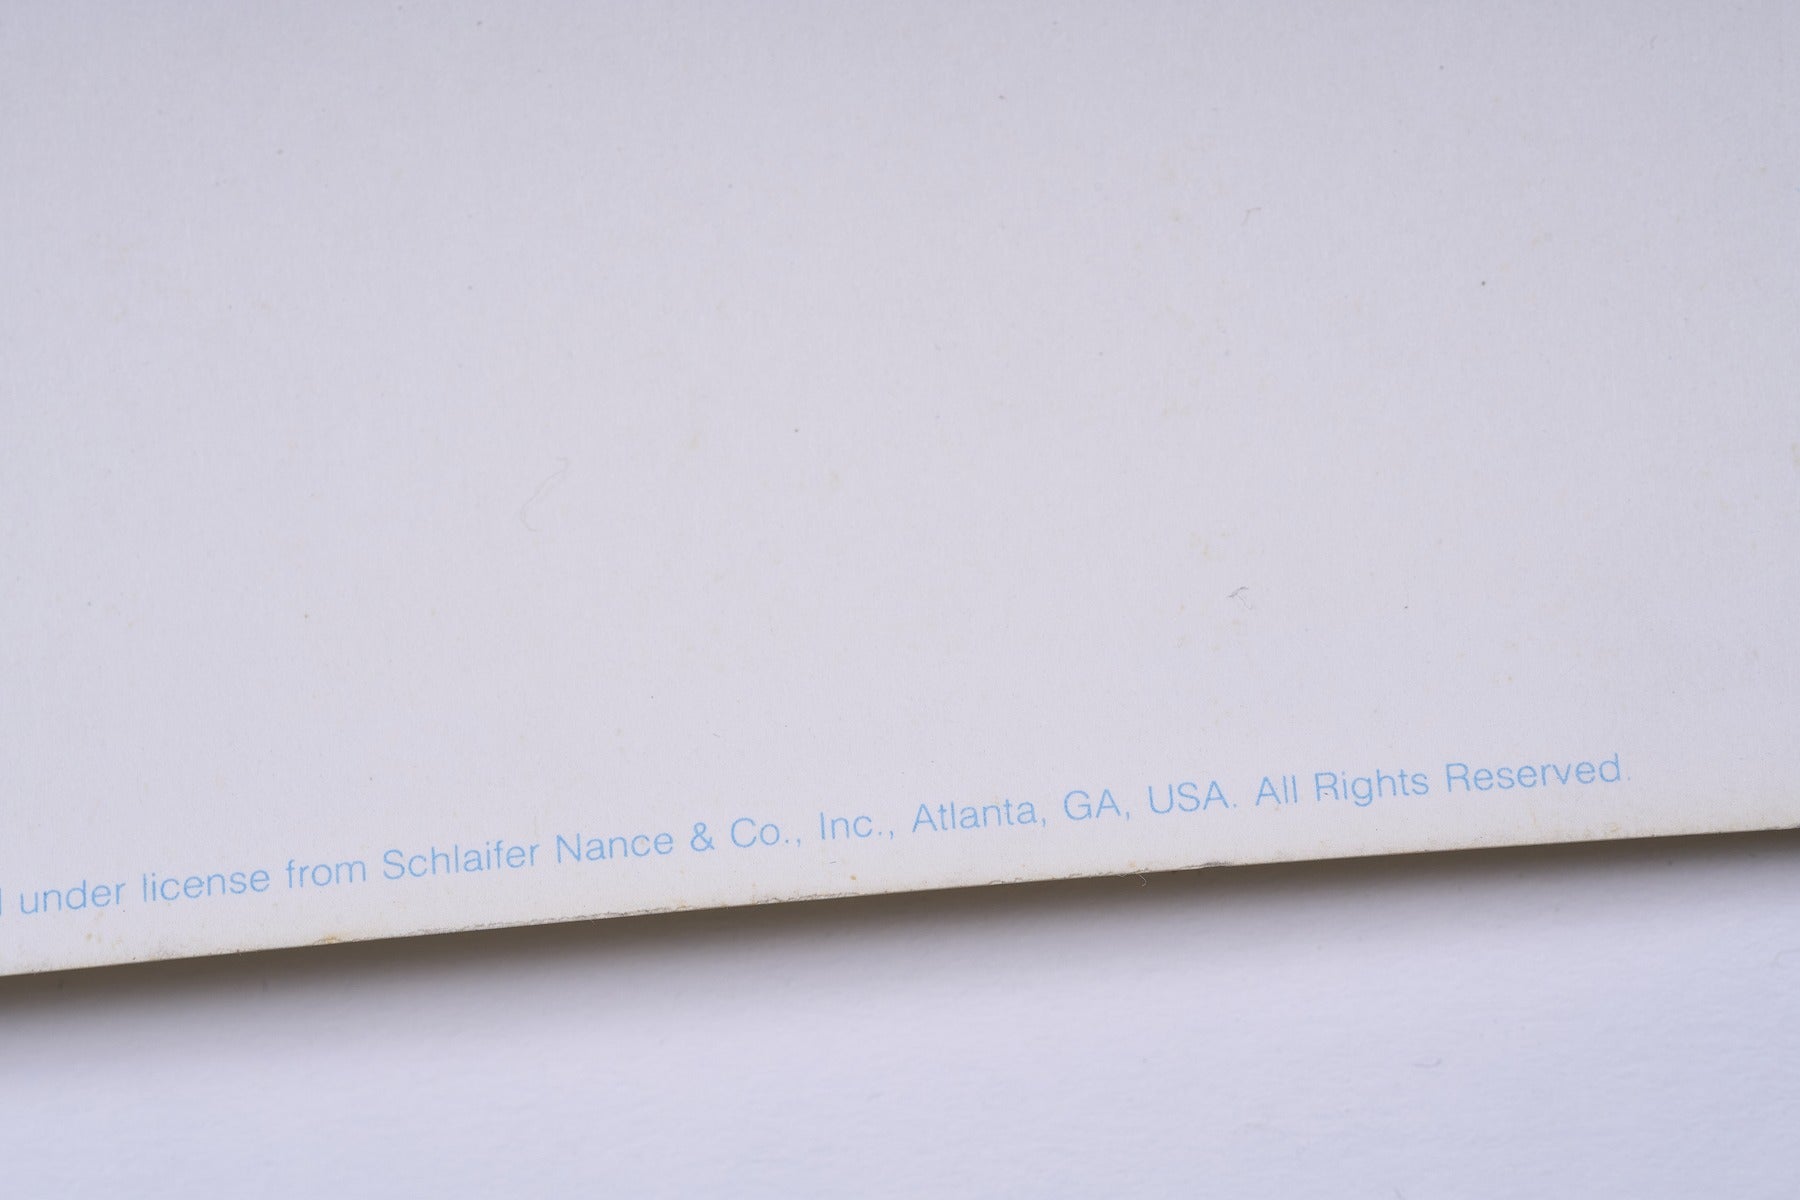 under license from Schlaifer Nance & Co., Inc., Atlanta, GA, USA. All Rights Reserved.